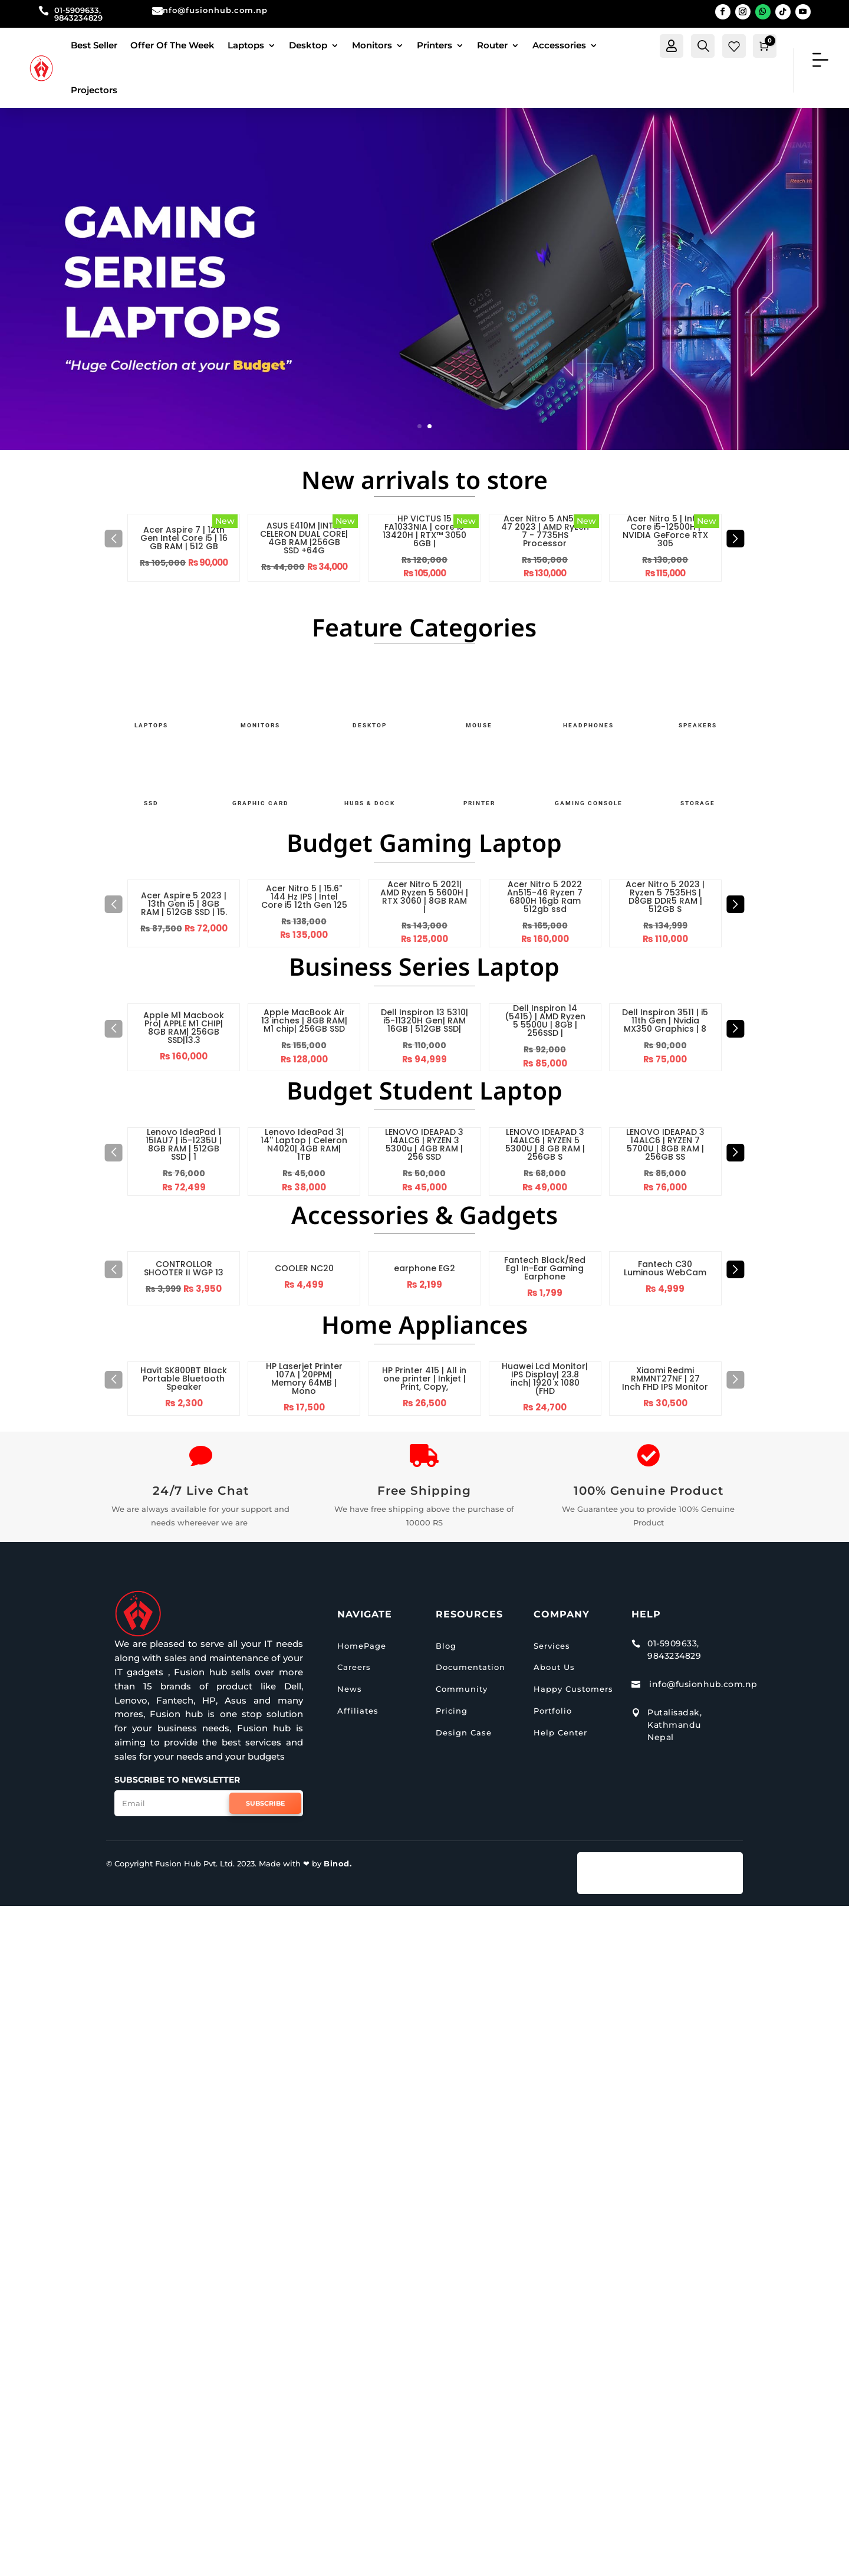 01-5909633,
9843234829
nfo@fusionhub.com.np
Best Seller Offer Of The Week Laptops Desktop Monitors Printers Router Accessories
0
Projectors
GAMING
SERIES
LAPTOPS
“Huge Collection at your Budget”
New arrivals to store
New
Acer Aspire 7 | 12th
Gen Intel Core i5 | 16
GB RAM | 512 GB
₨ 105,000 ₨ 90,000
New
ASUS E410M |INTEL
CELERON DUAL CORE|
4GB RAM |256GB
SSD +64G
₨ 44,000 ₨ 34,000
New
HP VICTUS 15
FA1033NIA | core i5
13420H | RTX™ 3050
6GB |
₨ 120,000
₨ 105,000
New
Acer Nitro 5 AN5
47 2023 | AMD Ryzen
7 - 7735HS
Processor
₨ 150,000
₨ 130,000
New
Acer Nitro 5 | Intel
Core i5-12500H |
NVIDIA GeForce RTX
305
₨ 130,000
₨ 115,000
Feature Categories
LAPTOPS MONITORS DESKTOP MOUSE HEADPHONES SPEAKERS
SSD GRAPHIC CARD HUBS & DOCK PRINTER GAMING CONSOLE STORAGE
Budget Gaming Laptop
Acer Aspire 5 2023 |
13th Gen i5 | 8GB
RAM | 512GB SSD | 15.
₨ 87,500 ₨ 72,000
Acer Nitro 5 | 15.6"
144 Hz IPS | Intel
Core i5 12th Gen 125
₨ 138,000
₨ 135,000
Acer Nitro 5 2021|
AMD Ryzen 5 5600H |
RTX 3060 | 8GB RAM
|
₨ 143,000
₨ 125,000
Acer Nitro 5 2022
An515-46 Ryzen 7
6800H 16gb Ram
512gb ssd
₨ 165,000
₨ 160,000
Acer Nitro 5 2023 |
Ryzen 5 7535HS |
D8GB DDR5 RAM |
512GB S
₨ 134,999
₨ 110,000
Business Series Laptop
Apple M1 Macbook
Pro| APPLE M1 CHIP|
8GB RAM| 256GB
SSD|13.3
₨ 160,000
Apple MacBook Air
13 inches | 8GB RAM|
M1 chip| 256GB SSD
₨ 155,000
₨ 128,000
Dell Inspiron 13 5310|
i5-11320H Gen| RAM
16GB | 512GB SSD|
₨ 110,000
₨ 94,999
Dell Inspiron 14
(5415) | AMD Ryzen
5 5500U | 8GB |
256SSD |
₨ 92,000
₨ 85,000
Dell Inspiron 3511 | i5
11th Gen | Nvidia
MX350 Graphics | 8
₨ 90,000
₨ 75,000
Budget Student Laptop
Lenovo IdeaPad 1
15IAU7 | i5-1235U |
8GB RAM | 512GB
SSD | 1
₨ 76,000
₨ 72,499
Lenovo IdeaPad 3|
14'' Laptop | Celeron
N4020| 4GB RAM|
1TB
₨ 45,000
₨ 38,000
LENOVO IDEAPAD 3
14ALC6 | RYZEN 3
5300u | 4GB RAM |
256 SSD
₨ 50,000
₨ 45,000
LENOVO IDEAPAD 3
14ALC6 | RYZEN 5
5300U | 8 GB RAM |
256GB S
₨ 68,000
₨ 49,000
LENOVO IDEAPAD 3
14ALC6 | RYZEN 7
5700U | 8GB RAM |
256GB SS
₨ 85,000
₨ 76,000
Accessories & Gadgets
CONTROLLOR
SHOOTER II WGP 13
₨ 3,999 ₨ 3,950
COOLER NC20
₨ 4,499
earphone EG2
₨ 2,199
Fantech Black/Red
Eg1 In-Ear Gaming
Earphone
₨ 1,799
Fantech C30
Luminous WebCam
₨ 4,999
Home Appliances
Havit SK800BT Black
Portable Bluetooth
Speaker
₨ 2,300
HP Laserjet Printer
107A | 20PPM|
Memory 64MB |
Mono
₨ 17,500
HP Printer 415 | All in
one printer | Inkjet |
Print, Copy,
₨ 26,500
Huawei Lcd Monitor|
IPS Display| 23.8
inch| 1920 x 1080
(FHD
₨ 24,700
Xiaomi Redmi
RMMNT27NF | 27
Inch FHD IPS Monitor
₨ 30,500
24/7 Live Chat
We are always available for your support and
needs whereever we are
Free Shipping
We have free shipping above the purchase of
10000 RS
100% Genuine Product
We Guarantee you to provide 100% Genuine
Product
We are pleased to serve all your IT needs
along with sales and maintenance of your
IT gadgets , Fusion hub sells over more
than 15 brands of product like Dell,
Lenovo, Fantech, HP, Asus and many
mores, Fusion hub is one stop solution
for your business needs, Fusion hub is
aiming to provide the best services and
sales for your needs and your budgets
SUBSCRIBE TO NEWSLETTER
Email SUBSCRIBE
NAVIGATE
HomePage
Careers
News
Affiliates
RESOURCES
Blog
Documentation
Community
Pricing
Design Case
COMPANY
Services
About Us
Happy Customers
Portfolio
Help Center
HELP
01-5909633,
9843234829
info@fusionhub.com.np
Putalisadak,
Kathmandu
Nepal
© Copyright Fusion Hub Pvt. Ltd. 2023. Made with ❤ by Binod.